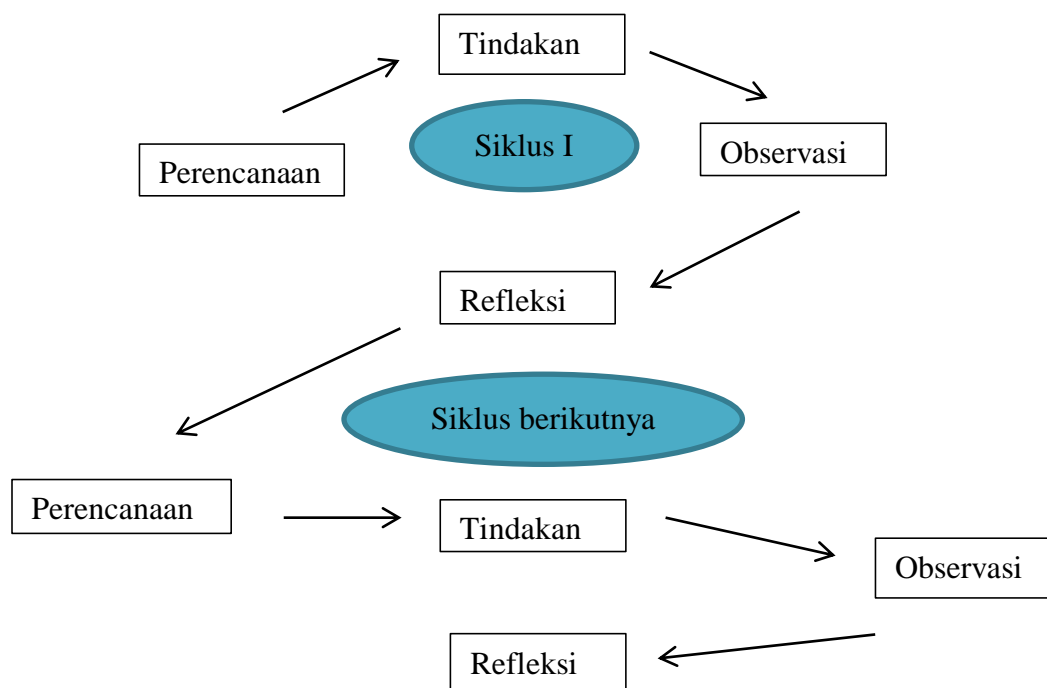 Tindakan
Siklus I
Perencanaan
Observasi
Refleksi
Siklus berikutnya
Perencanaan
Tindakan
Observasi
Refleksi